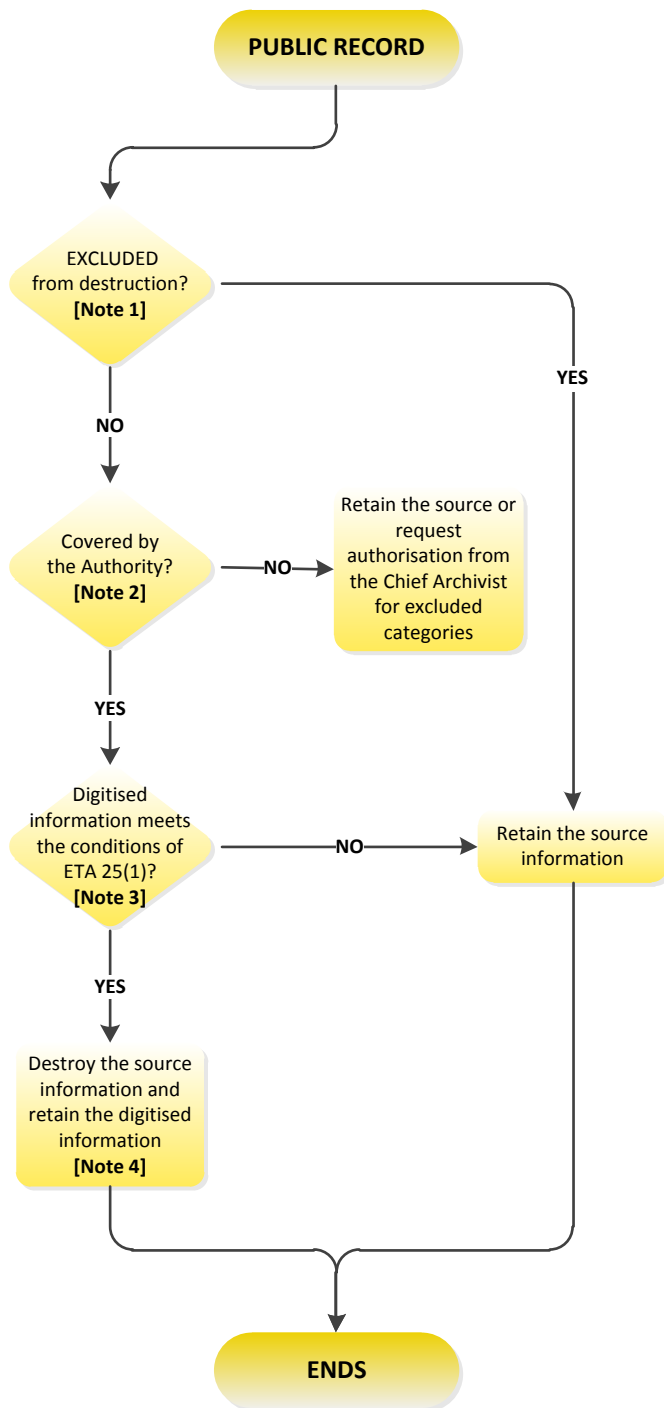 PUBLIC RECORD
EXCLUDED
from destruction?
[Note 1]
YES
NO
Covered by
the Authority?
[Note 2]
NO
Retain the source or
request
authorisation from
the Chief Archivist
for excluded
categories
YES
Digitised
information meets
the conditions of
ETA 25(1)?
[Note 3]
NO
Retain the source
information
YES
Destroy the source
information and
retain the digitised
information
[Note 4]
ENDS